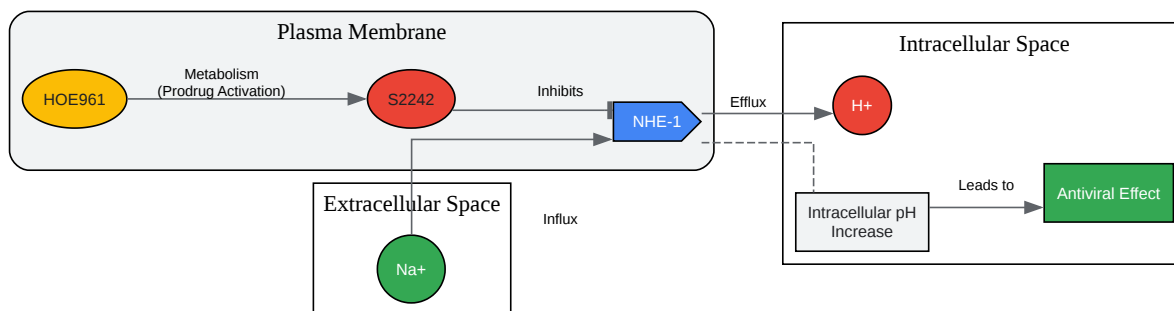 Plasma Membrane
HOE961
Metabolism
(Prodrug Activation)
S2242
Inhibits
NHE-1
Efflux
Intracellular Space
H+
Intracellular pH
Increase
Leads to
Antiviral Effect
Extracellular Space
Influx
Na+